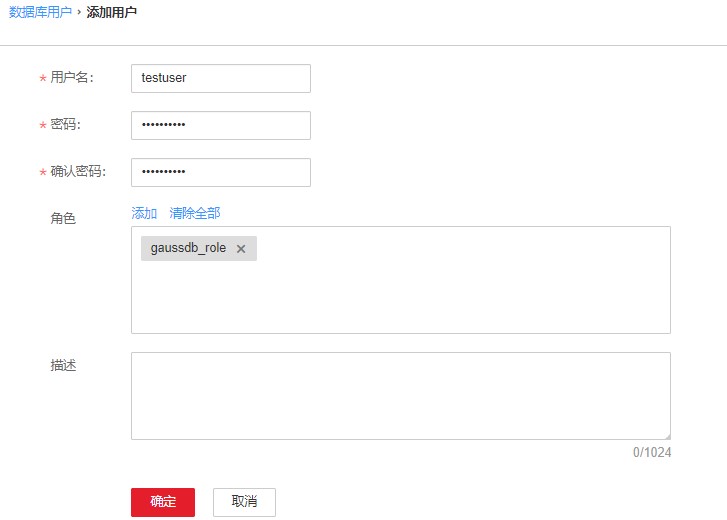 数据库用户 › 添加用户
* 用户名: testuser
* 密码: ••••••••••
* 确认密码: ••••••••••
角色 添加 清除全部
gaussdb_role ×
描述
0/1024
确定 取消